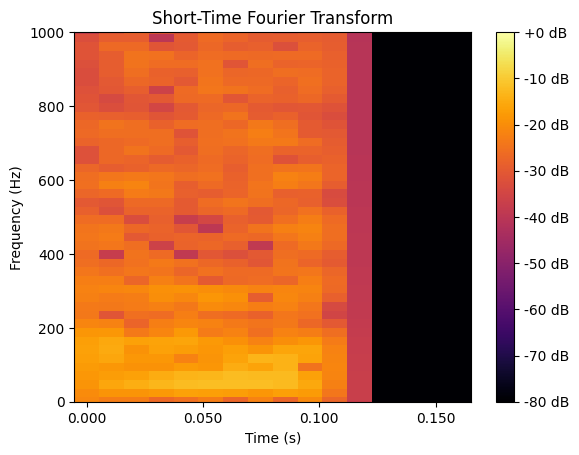 Short-Time Fourier Transform
Frequency (Hz)
1000
800
600
400
200
0
0.000
0.050
0.100
0.150
Time (s)
+0 dB
-10 dB
-20 dB
-30 dB
-40 dB
-50 dB
-60 dB
-70 dB
-80 dB